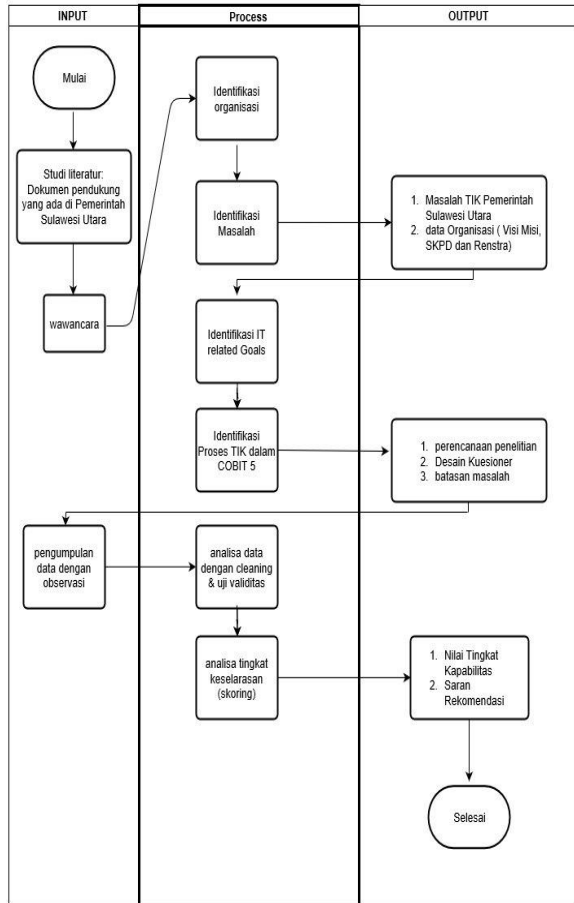 INPUT
Process
OUTPUT
Mulai
Studi literatur:
Dokumen pendukung
yang ada di Pemerintah
Sulawesi Utara
wawancara
Identifikasi
organisasi
Identifikasi
Masalah
1. Masalah TIK Pemerintah
Sulawesi Utara
2. data Organisasi ( Visi Misi,
SKPD dan Renstra)
Identifikasi IT
related Goals
Identifikasi
Proses TIK dalam
COBIT 5
1. perencanaan penelitian
2. Desain Kuesioner
3. batasan masalah
pengumpulan
data dengan
observasi
analisa data
dengan cleaning
& uji validitas
analisa tingkat
keselarasan
(skoring)
1. Nilai Tingkat
Kapabilitas
2. Saran
Rekomendasi
Selesai